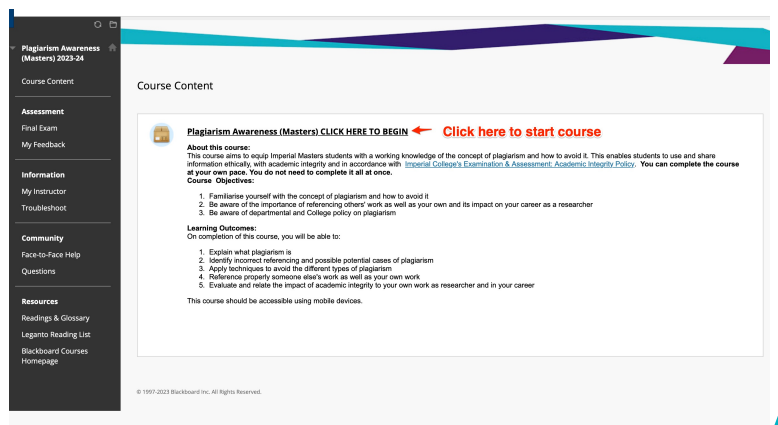 Plagiarism Awareness
(Masters) 2023-24
Course Content
Assessment
Final Exam
My Feedback
Information
My Instructor
Troubleshoot
Community
Face-to-Face Help
Questions
Resources
Readings & Glossary
Leganto Reading List
Blackboard Courses
Homepage
Course Content
Plagiarism Awareness (Masters) CLICK HERE TO BEGIN Click here to start course
About this course:
This course aims to equip Imperial Masters students with a working knowledge of the concept of plagiarism and how to avoid it. This enables students to use and share
information ethically, with academic integrity and in accordance with Imperial College's Examination & Assessment: Academic Integrity Policy. You can complete the course
at your own pace. You do not need to complete it all at once.
Course Objectives:
1. Familiarise yourself with the concept of plagiarism and how to avoid it
2. Be aware of the importance of referencing others' work as well as your own and its impact on your career as a researcher
3. Be aware of departmental and College policy on plagiarism
Learning Outcomes:
On completion of this course, you will be able to:
1. Explain what plagiarism is
2. Identify incorrect referencing and possible potential cases of plagiarism
3. Apply techniques to avoid the different types of plagiarism
4. Reference properly someone else's work as well as your own work
5. Evaluate and relate the impact of academic integrity to your own work as researcher and in your career
This course should be accessible using mobile devices.
© 1997-2023 Blackboard Inc. All Rights Reserved.